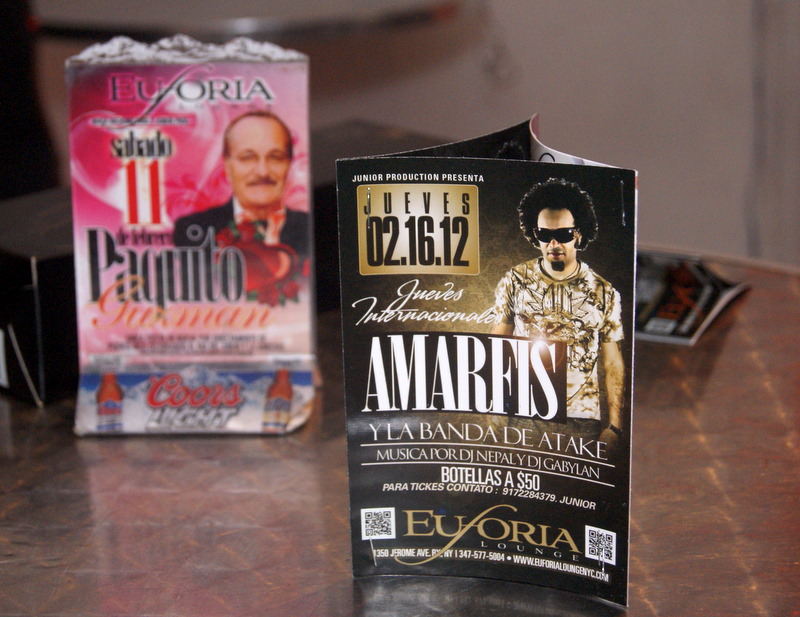 EUFORIA
sabado
11
de febrero
Paquito
Guzman
Coors
LIGHT
JUNIOR PRODUCTION PRESENTA
JUEVES
02.16.12
Jueves
Internacionales
AMARFIS
Y LA BANDA DE ATAKE
MUSICA POR DJ NEPAL Y DJ GABYLAN
BOTELLAS A $50
PARA TICKES CONTATO : 9172284379. JUNIOR
EUFORIA
LOUNGE
1350 JEROME AVE. BX, NY | 347-577-5004 • WWW.EUFORIALOUNGENYC.COM